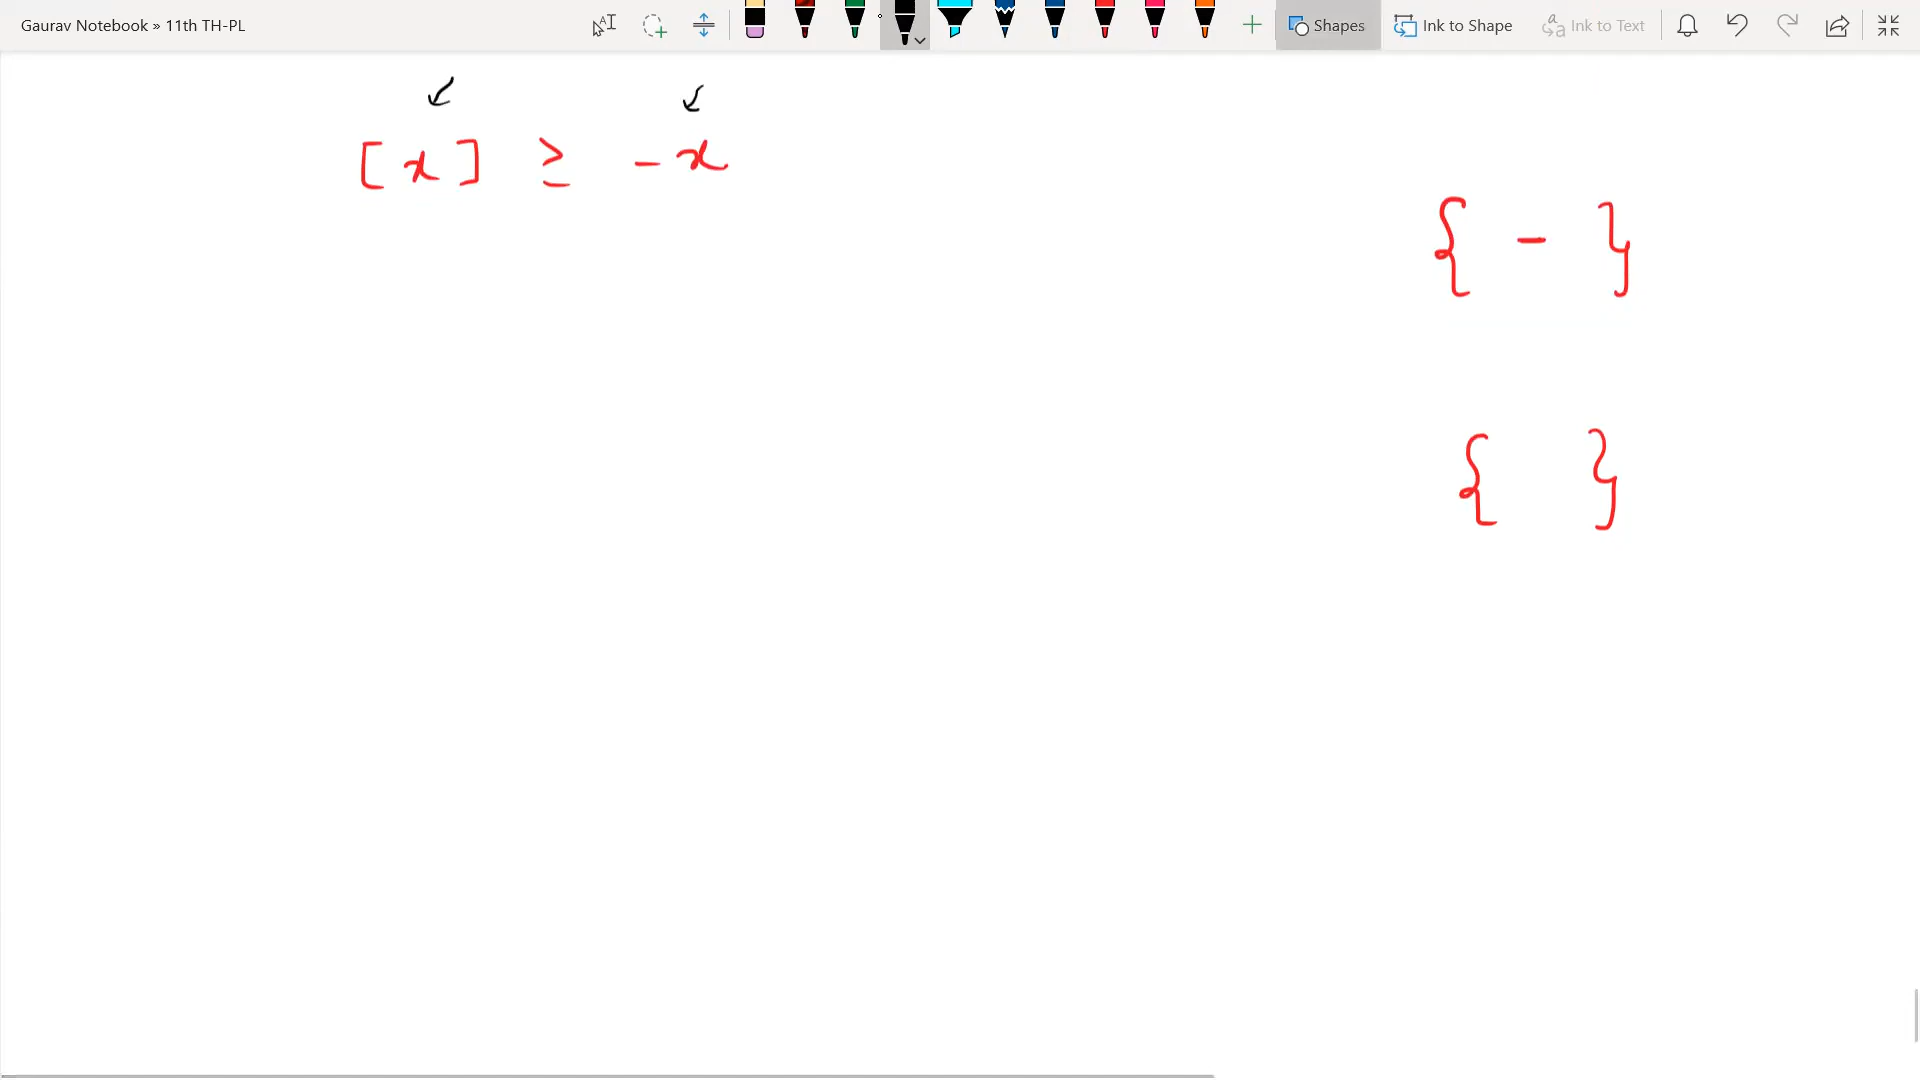 Gaurav Notebook » 11th TH-PL
Shapes
Ink to Shape
Ink to Text
[x] ≥ -x
{ - }
{ }